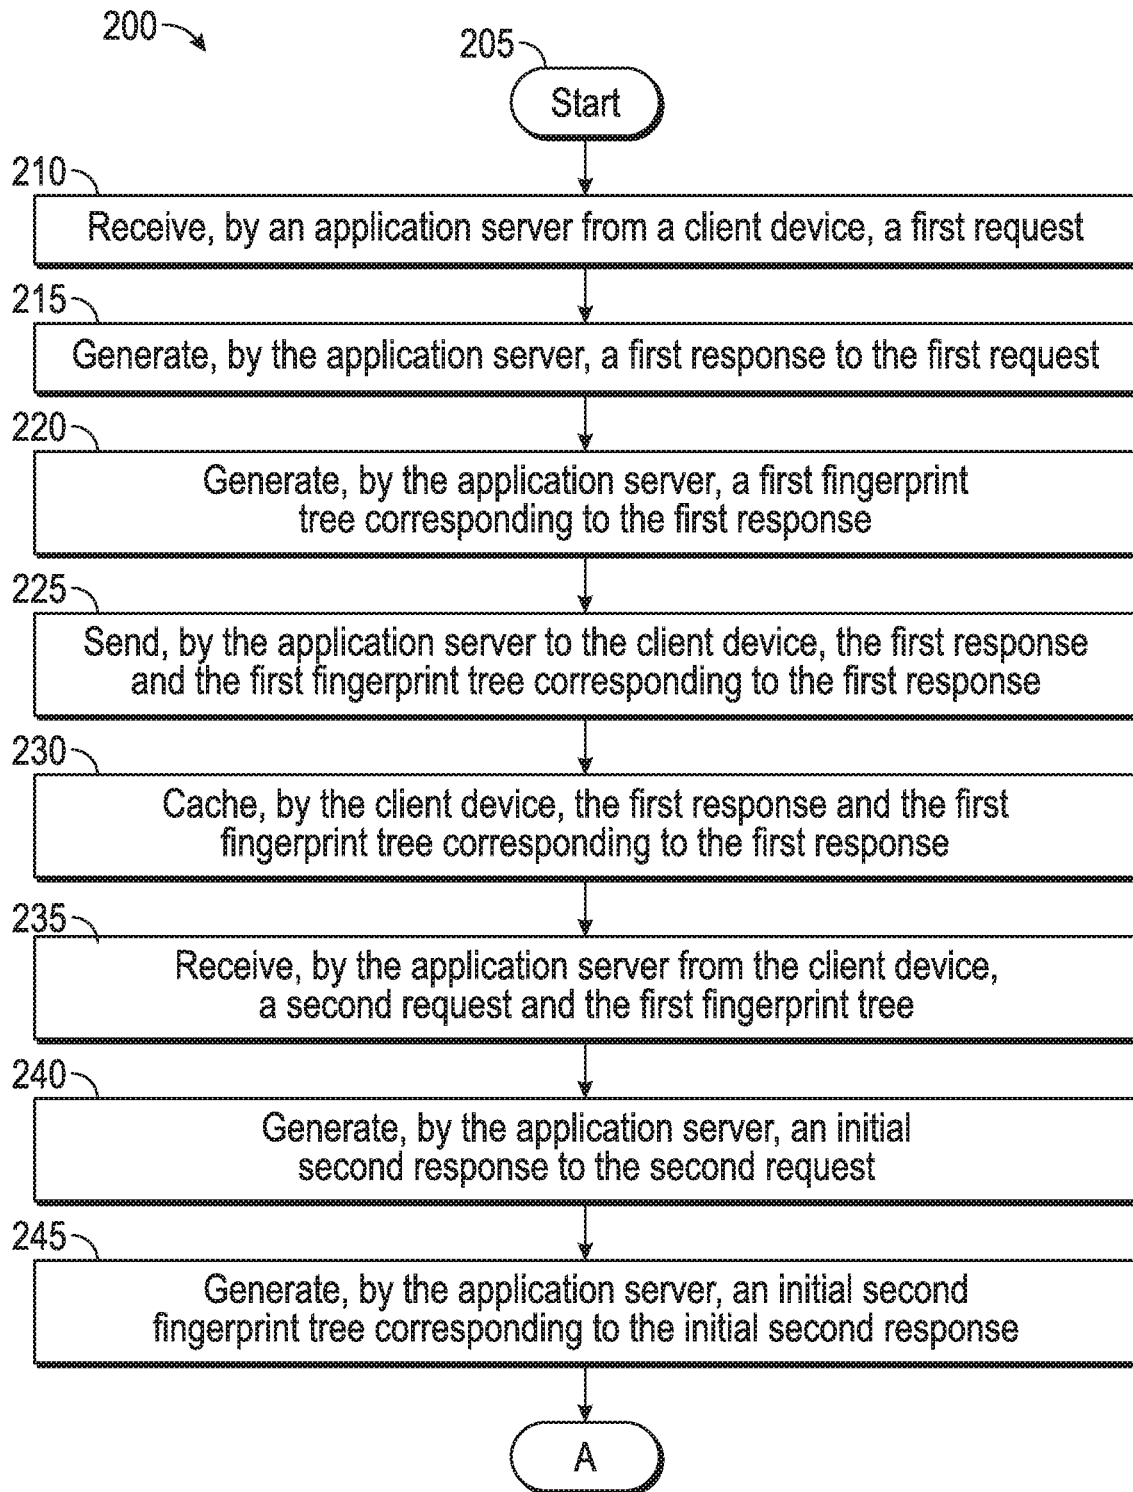 200
205
Start
210
Receive, by an application server from a client device, a first request
215
Generate, by the application server, a first response to the first request
220
Generate, by the application server, a first fingerprint
tree corresponding to the first response
225
Send, by the application server to the client device, the first response
and the first fingerprint tree corresponding to the first response
230
Cache, by the client device, the first response and the first
fingerprint tree corresponding to the first response
235
Receive, by the application server from the client device,
a second request and the first fingerprint tree
240
Generate, by the application server, an initial
second response to the second request
245
Generate, by the application server, an initial second
fingerprint tree corresponding to the initial second response
A